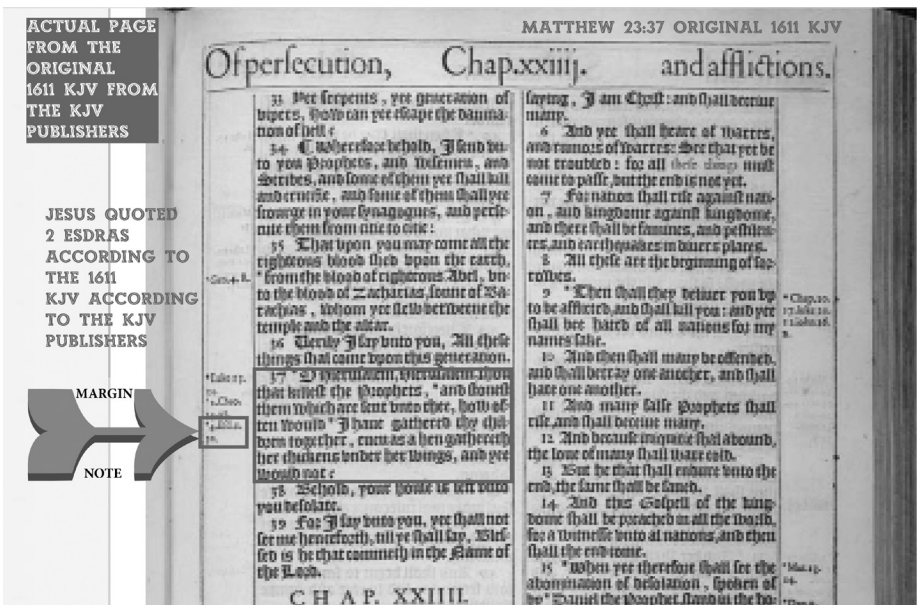 ACTUAL PAGE
FROM THE
ORIGINAL
1611 KJV FROM
THE KJV
PUBLISHERS
MATTHEW 23:37 ORIGINAL 1611 KJV
Of persecution, Chap.xxiiij. and afflictions.
JESUS QUOTED
2 ESDRAS
ACCORDING TO
THE 1611
KJV ACCORDING
TO THE KJV
PUBLISHERS
MARGIN
NOTE
*Gen.4.8.
*Luke 13.
33 Yee serpents, yee generation of
vipers, How can yee escape the damna-
tion of hell?
34 ¶ Wherefore behold, I send vn-
to you Prophets, and wisemen, and
Scribes, and some of them yee shall kill
and crucifie, and some of them shall yee
scourge in your synagogues, and perse-
cute them from citie to citie:
35 That vpon you may come all the
righteous blood shed vpon the earth,
*from the blood of righteous Abel, vn-
to the blood of Zacharias, sonne of Ba-
rachias, whom yee slew betweene the
temple and the altar.
36 Verily I say vnto you, All these
things shal come vpon this generation.
37 *O Hierusalem, Hierusalem, thou
that killest the Prophets, *and stonest
them which are sent vnto thee, how of-
ten would *I haue gathered thy chil-
dren together, euen as a hen gathereth
her chickens vnder her wings, and yee
would not?
38 Behold, your house is left vnto
you desolate.
39 For I say vnto you, yee shall not
see me henceforth, till ye shall say, Bles-
sed is he that commeth in the Name of
the Lord.
CHAP. XXIIII.
saying, I am Christ: and shall deceiue
many.
6 And yee shall heare of warres,
and rumors of warres: See that yee be
not troubled: for all these things must
come to passe, but the end is not yet.
7 For nation shall rise against nati-
on, and kingdome against kingdome,
and there shall be famines, and pestilen-
ces, and earthquakes in diuers places.
8 All these are the beginning of sor-
rowes.
9 *Then shall they deliuer you vp
to be afflicted, and shall kill you: and yee
shall bee hated of all nations for my
names sake.
10 And then shall many be offended,
and shall betray one another, and shall
hate one another.
11 And many false Prophets shall
rise, and shall deceiue many.
12 And because iniquitie shal abound,
the loue of many shall waxe cold.
13 But he that shall endure vnto the
end, the same shall be saued.
14 And this Gospell of the king-
dome shall be preached in all the world,
for a witnesse vnto al nations, and then
shall the end come.
15 *When yee therefore shall see the
abomination of desolation, spoken of
by *Daniel the Prophet, stand in the ho-
*Chap.10.
17.luke 21.
*Mar.13.
14.